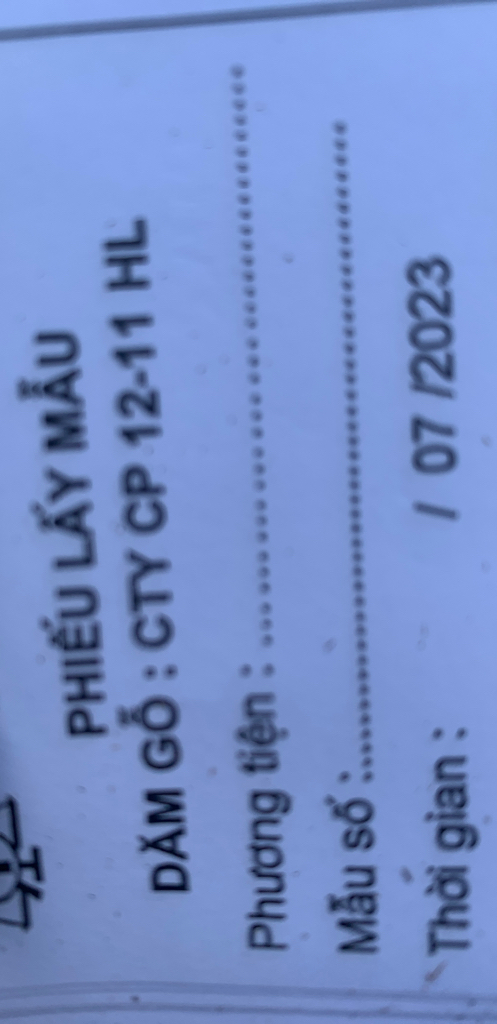 PHIẾU LẤY MẪU
DĂM GỖ : CTY CP 12-11 HL
Phương tiện : ........................................................
Mẫu số :..............................................................
Thời gian : / 07 /2023